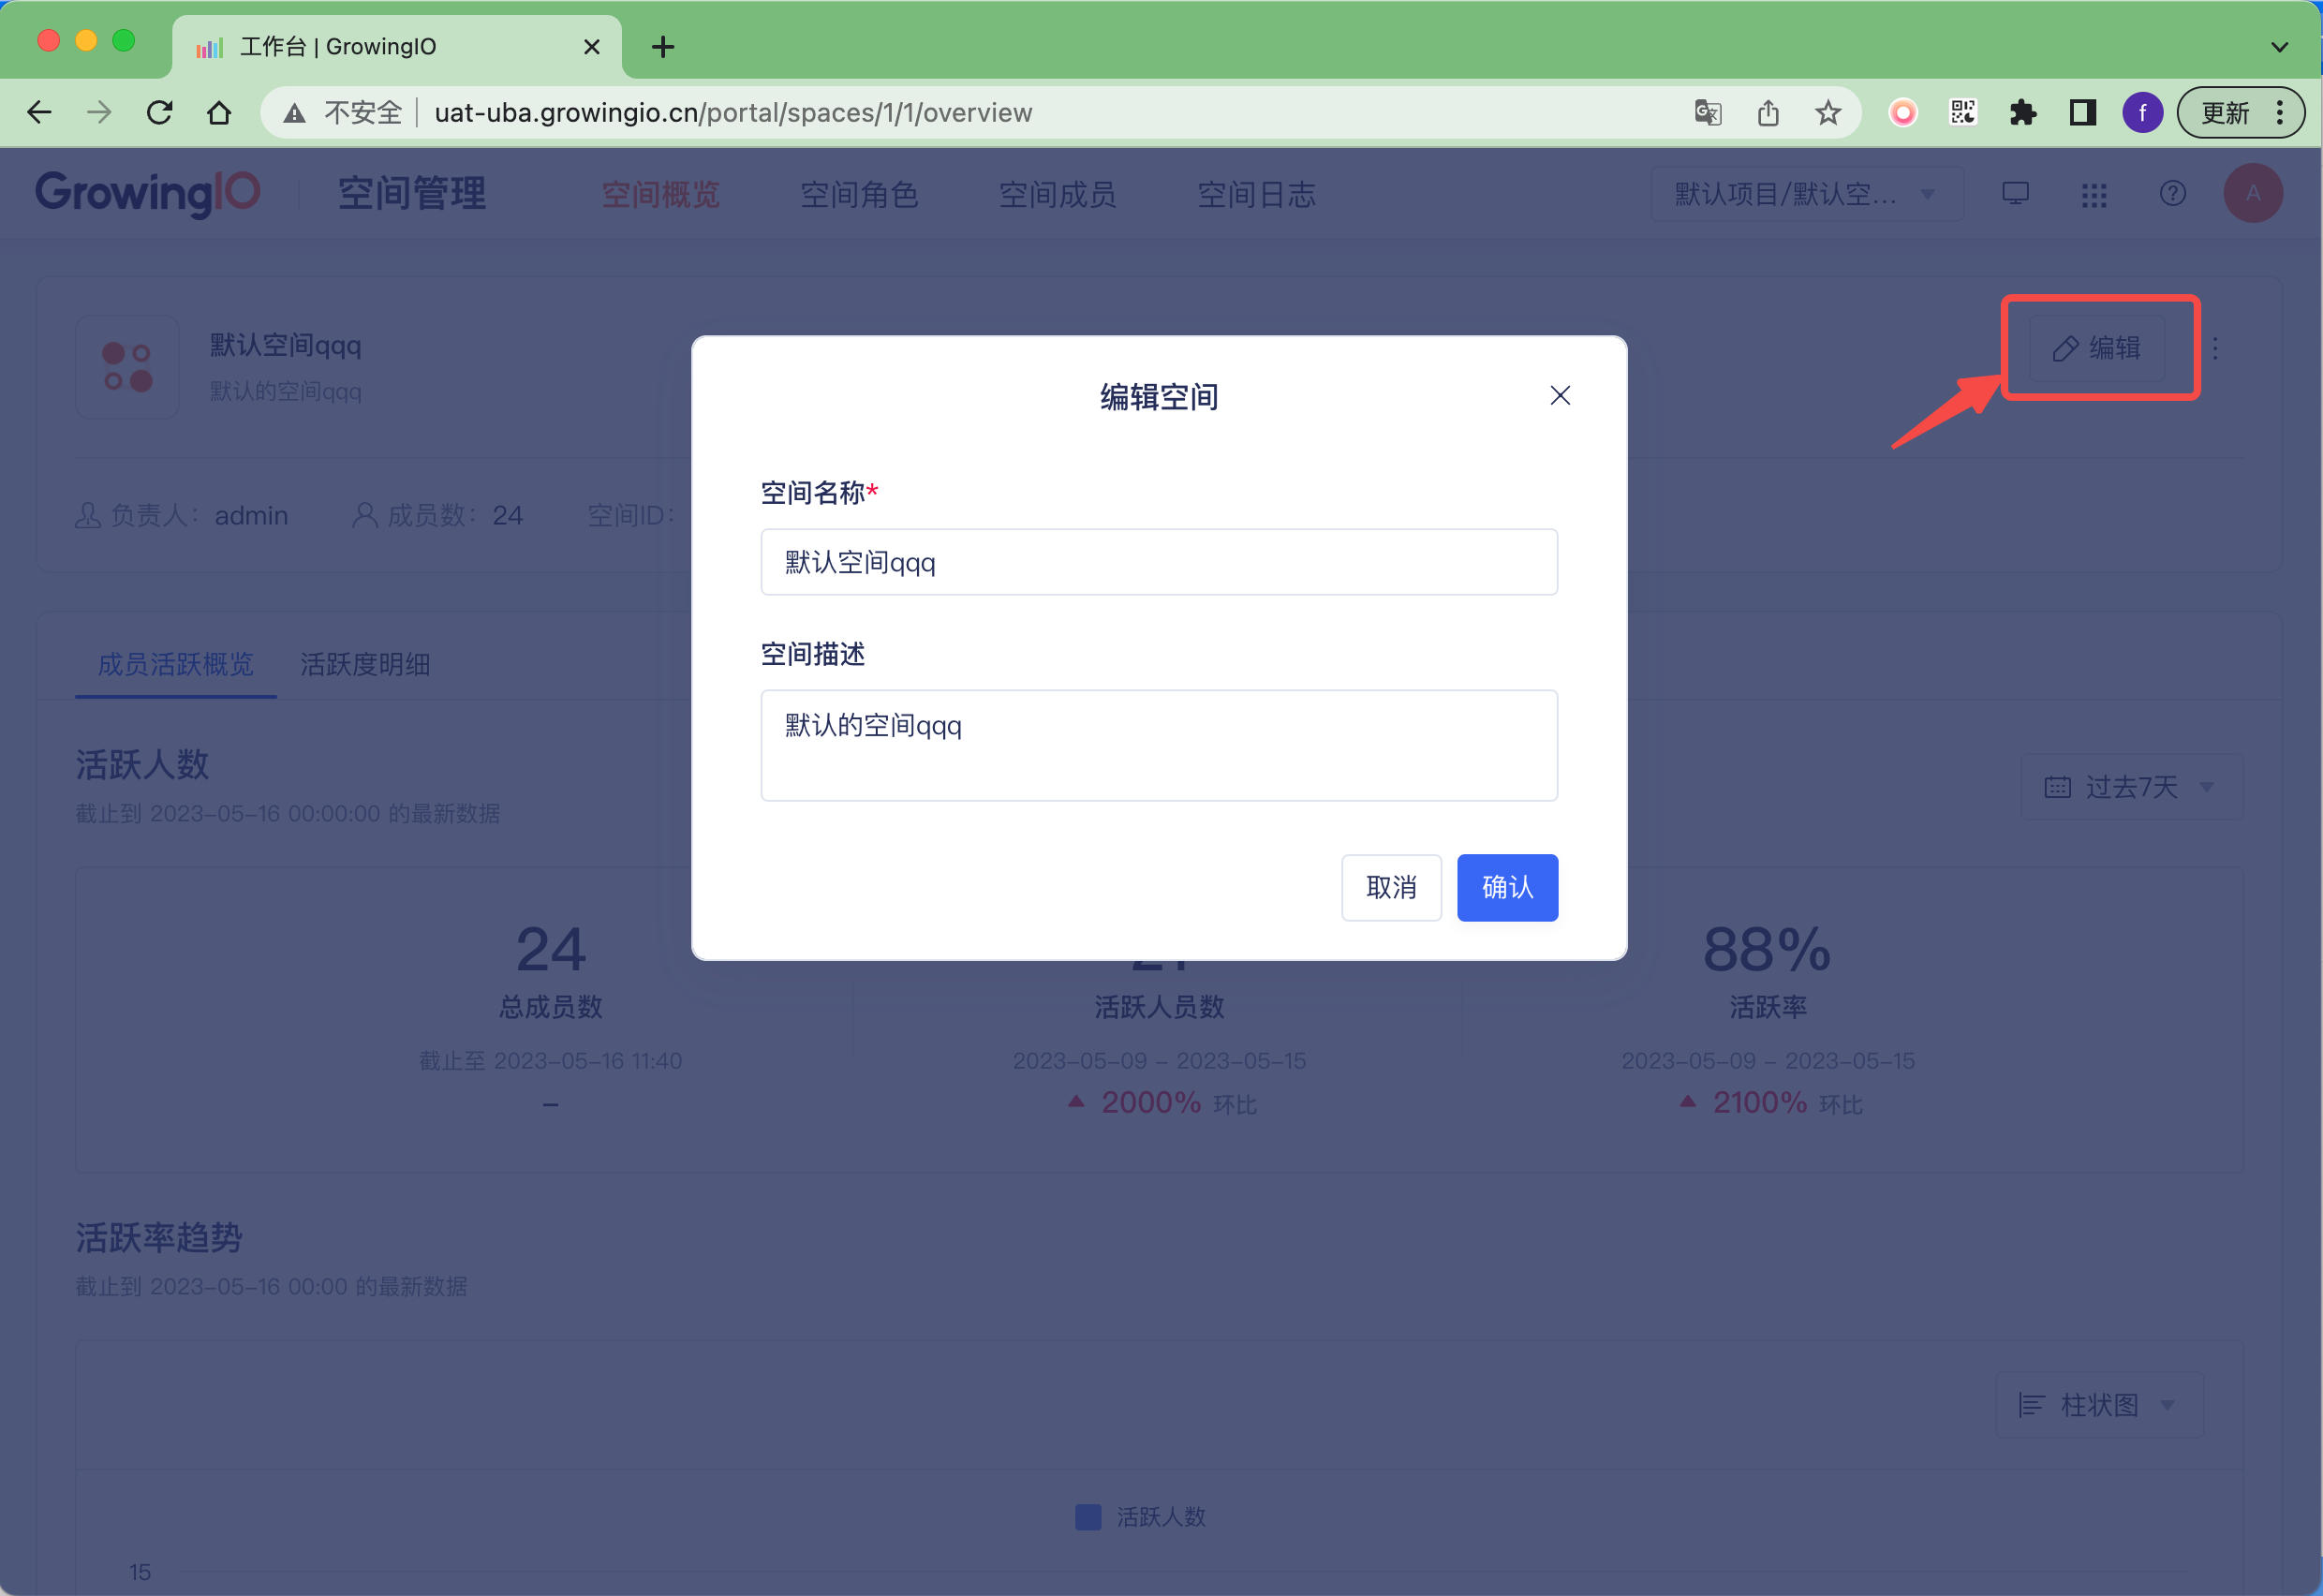 工作台 | GrowingIO
不安全 uat-uba.growingio.cn/portal/spaces/1/1/overview
f
更新
GrowingIO 空间管理 空间概览 空间角色 空间成员 空间日志 默认项目/默认空... A
默认空间qqq
默认的空间qqq
编辑
负责人: admin 成员数: 24 空间ID:
编辑空间
空间名称*
默认空间qqq
空间描述
默认的空间qqq
取消 确认
成员活跃概览 活跃度明细
活跃人数
截止到 2023-05-16 00:00:00 的最新数据
过去7天
24 88%
总成员数 活跃人员数 活跃率
截止至 2023-05-16 11:40 2023-05-09 - 2023-05-15 2023-05-09 - 2023-05-15
- 2000% 环比 2100% 环比
活跃率趋势
截止到 2023-05-16 00:00 的最新数据
柱状图
活跃人数
15